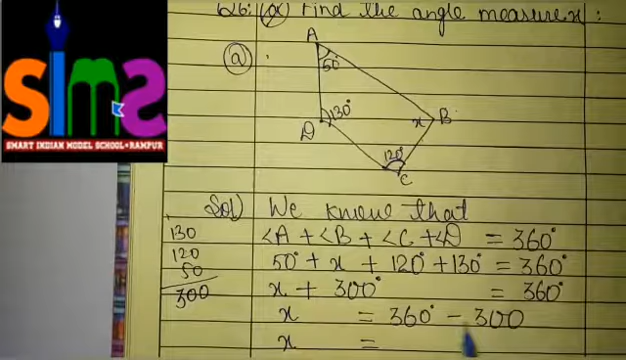 Q6: (a) Find the angle measure x :
(a)
A
50°
130°
D
x
B
120°
C
sims
SMART INDIAN MODEL SCHOOL-RAMPUR
Sol) We know that
130
120
50
300
∠A + ∠B + ∠C + ∠D = 360°
50° + x + 120° + 130° = 360°
x + 300° = 360°
x = 360° - 300
x =